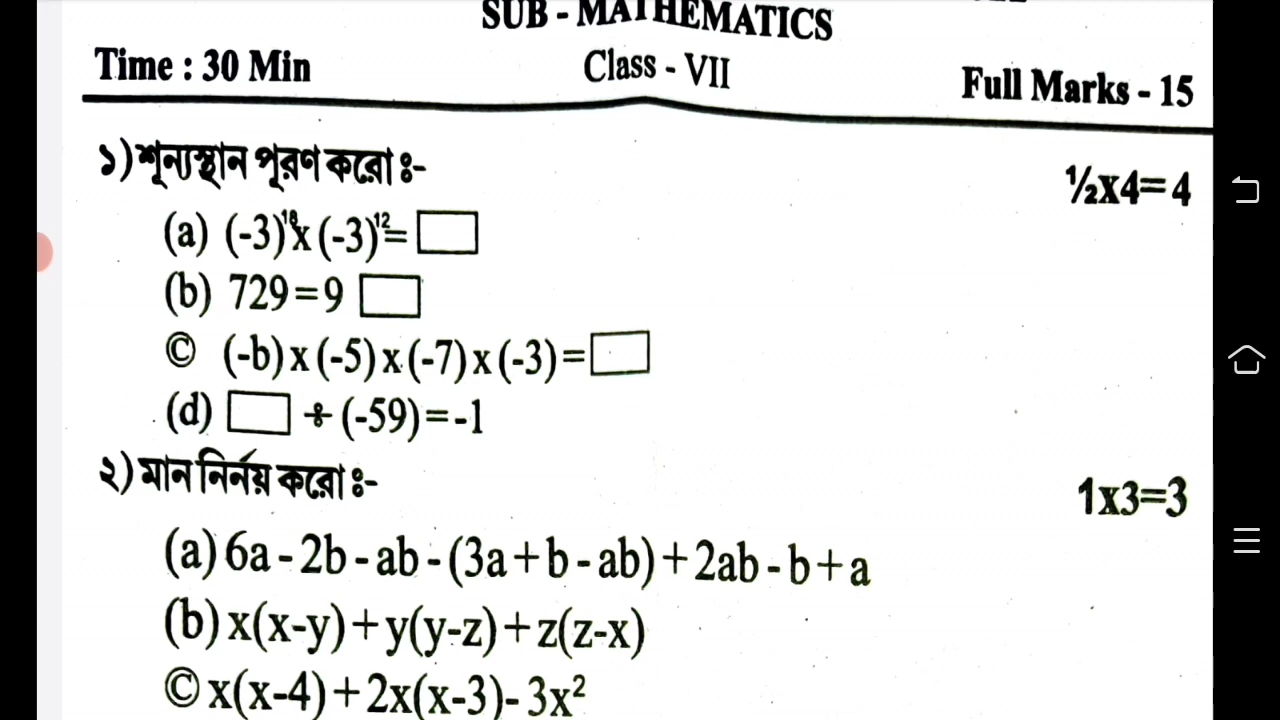 SUB - MATHEMATICS
Time : 30 Min Class - VII Full Marks - 15
১) শূন্যস্থান পূরণ করো ঃ- ½x4=4
(a) (-3)¹⁸x (-3)¹²= 
(b) 729=9
© (-b) x (-5) x (-7) x (-3) =
(d) ÷ (-59) = -1
২) মান নির্নয় করো ঃ- 1x3=3
(a) 6a - 2b - ab - (3a + b - ab) + 2ab - b + a
(b) x(x-y) + y(y-z) + z(z-x)
© x(x-4) + 2x(x-3) - 3x²